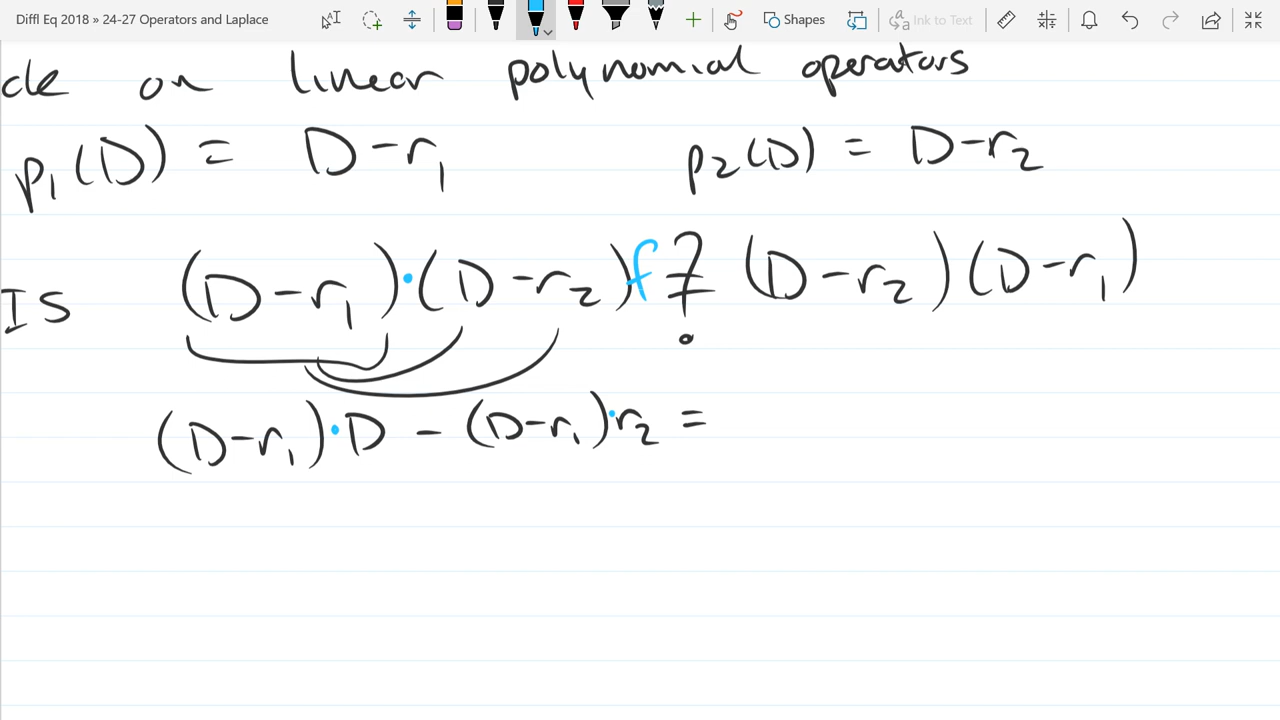 Diffl Eq 2018 » 24-27 Operators and Laplace Shapes Ink to Text
ck on linear polynomial operators
p₁(D) = D-r₁ p₂(D) = D-r₂
Is (D-r₁)·(D-r₂)f =? (D-r₂)(D-r₁)
(D-r₁)·D - (D-r₁)·r₂ =